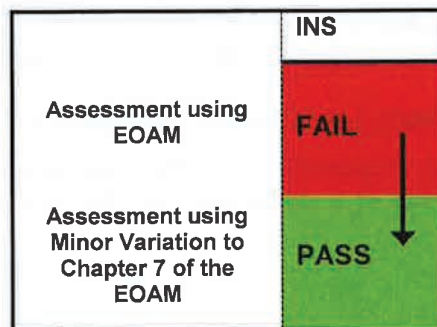 INS
Assessment using
EOAM
FAIL
Assessment using
Minor Variation to
Chapter 7 of the
EOAM
PASS